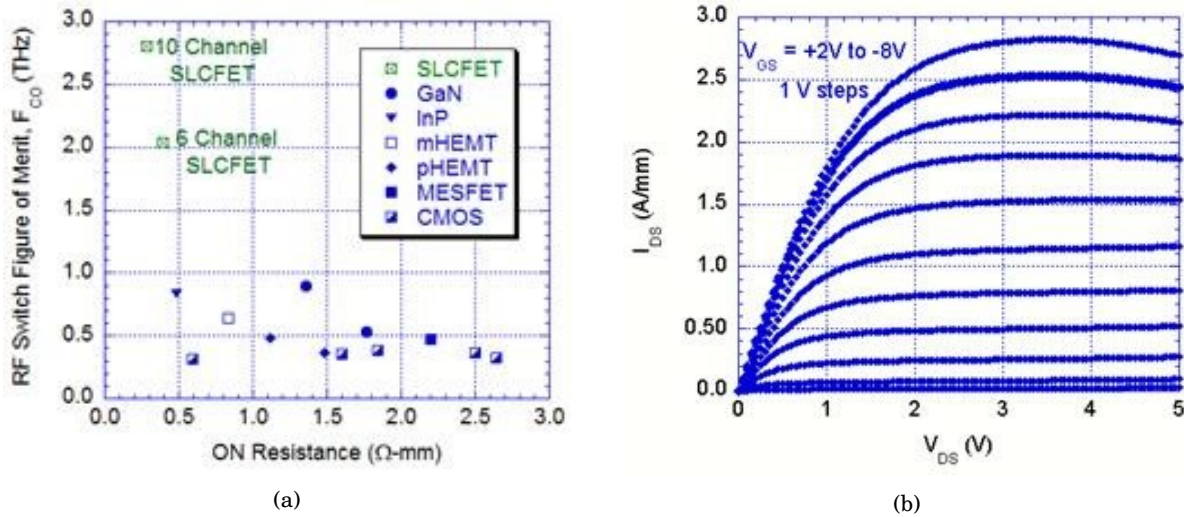 RF Switch Figure of Merit, F_CO (THz)
3.0
2.5
2.0
1.5
1.0
0.5
0.0
10 Channel
SLCFET
6 Channel
SLCFET
SLCFET
GaN
InP
mHEMT
pHEMT
MESFET
CMOS
0.0 0.5 1.0 1.5 2.0 2.5 3.0
ON Resistance (Ω-mm)
(a)
I_DS (A/mm)
3.0
2.5
2.0
1.5
1.0
0.50
0.0
V_GS = +2V to -8V
1 V steps
0 1 2 3 4 5
V_DS (V)
(b)